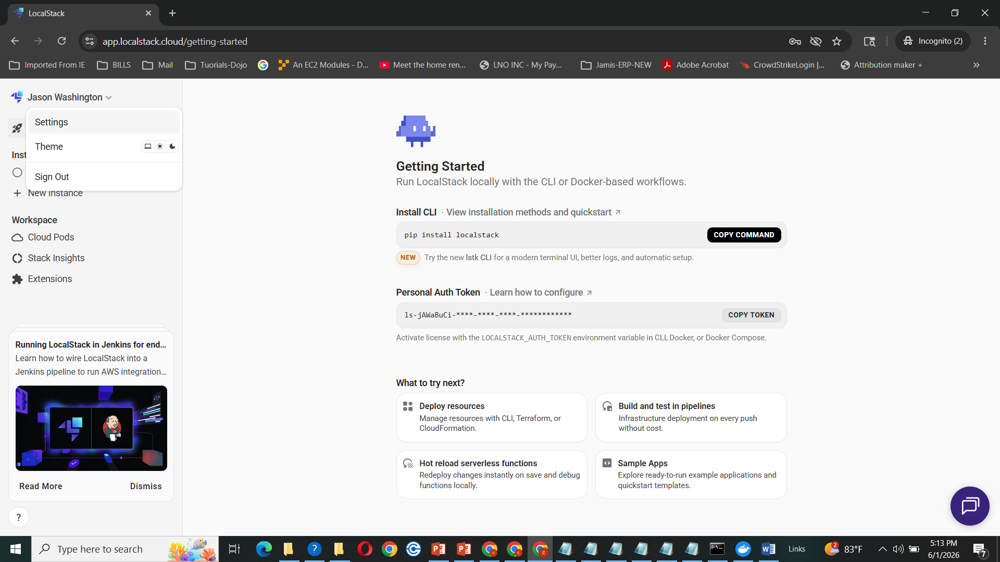 LocalStack
app.localstack.cloud/getting-started
Incognito (2)
Imported From IE
BILLS
Mail
Tuorials-Dojo
An EC2 Modules - D...
Meet the home ren...
LNO INC - My Pay...
Jamis-ERP-NEW
Adobe Acrobat
CrowdStrikeLogin |...
Attribution maker +
Jason Washington
Settings
Theme
Sign Out
Inst
New Instance
Workspace
Cloud Pods
Stack Insights
Extensions
Running LocalStack in Jenkins for end...
Learn how to wire LocalStack into a
Jenkins pipeline to run AWS integration...
Read More
Dismiss
?
Getting Started
Run LocalStack locally with the CLI or Docker-based workflows.
Install CLI · View installation methods and quickstart ↗
pip install localstack
COPY COMMAND
NEW Try the new lstk CLI for a modern terminal UI, better logs, and automatic setup.
Personal Auth Token · Learn how to configure ↗
ls-jAWaBuCi-****-****-****-************
COPY TOKEN
Activate license with the LOCALSTACK_AUTH_TOKEN environment variable in CLI, Docker, or Docker Compose.
What to try next?
Deploy resources
Manage resources with CLI, Terraform, or
CloudFormation.
Build and test in pipelines
Infrastructure deployment on every push
without cost.
Hot reload serverless functions
Redeploy changes instantly on save and debug
functions locally.
Sample Apps
Explore ready-to-run example applications and
quickstart templates.
Type here to search
Links
2
83°F
5:13 PM
6/1/2026
7